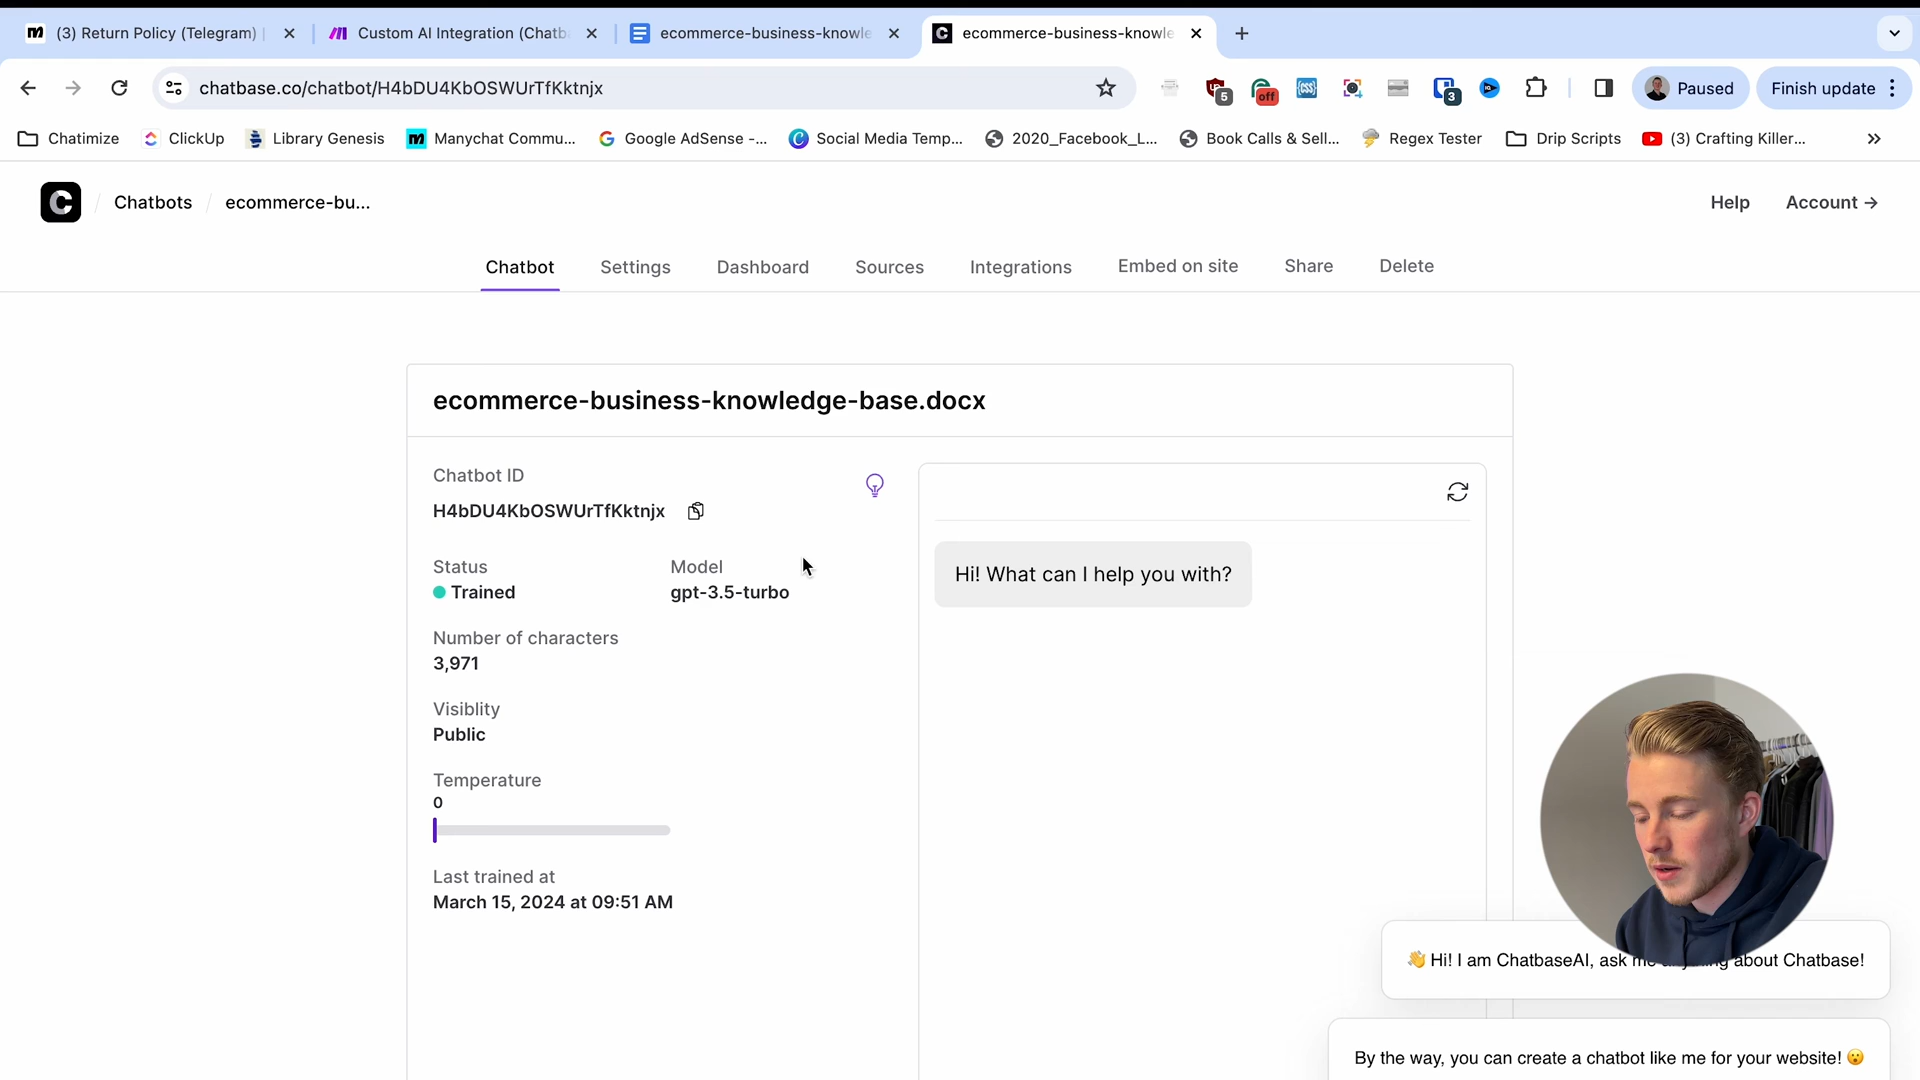 (3) Return Policy (Telegram) |
Custom AI Integration (Chatb
ecommerce-business-knowle
ecommerce-business-knowle
chatbase.co/chatbot/H4bDU4KbOSWUrTfKktnjx
5
off
CSS
3
Paused
Finish update
Chatimize
ClickUp
Library Genesis
Manychat Commu...
Google AdSense -...
Social Media Temp...
2020_Facebook_L...
Book Calls & Sell...
Regex Tester
Drip Scripts
(3) Crafting Killer...
C / Chatbots / ecommerce-bu...
Help
Account →
Chatbot
Settings
Dashboard
Sources
Integrations
Embed on site
Share
Delete
ecommerce-business-knowledge-base.docx
Chatbot ID
H4bDU4KbOSWUrTfKktnjx
Status
Trained
Model
gpt-3.5-turbo
Number of characters
3,971
Visiblity
Public
Temperature
0
Last trained at
March 15, 2024 at 09:51 AM
Hi! What can I help you with?
👋 Hi! I am ChatbaseAI, ask me about Chatbase!
By the way, you can create a chatbot like me for your website! 😮